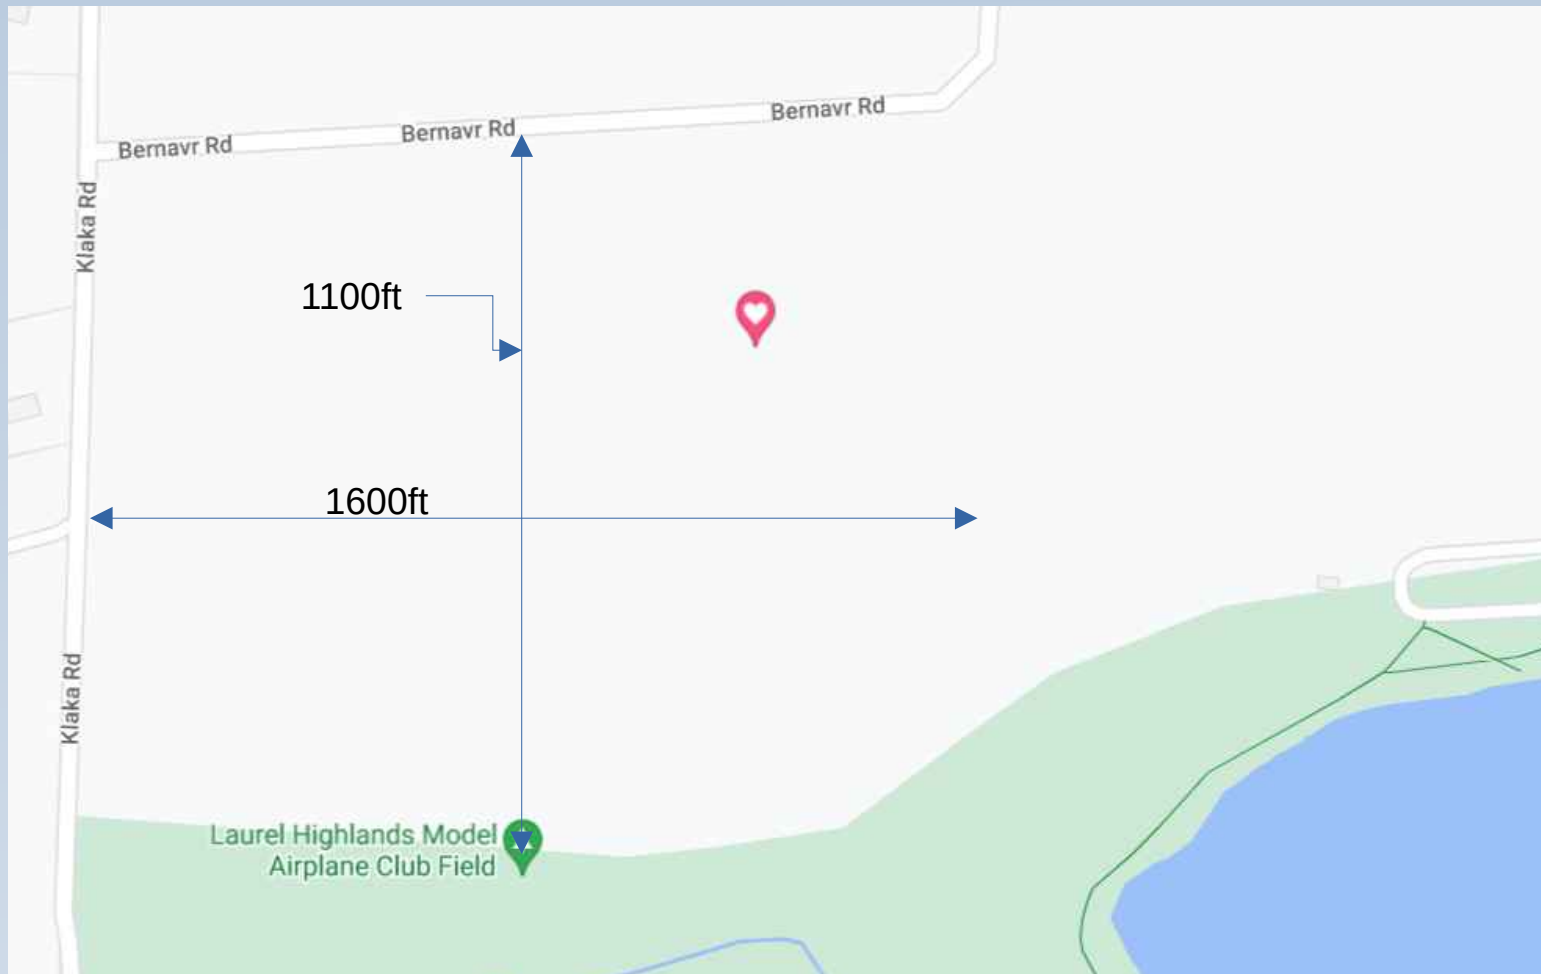 Bernavr Rd
Bernavr Rd
Bernavr Rd
Klaka Rd
1100ft
1600ft
Klaka Rd
Laurel Highlands Model
Airplane Club Field